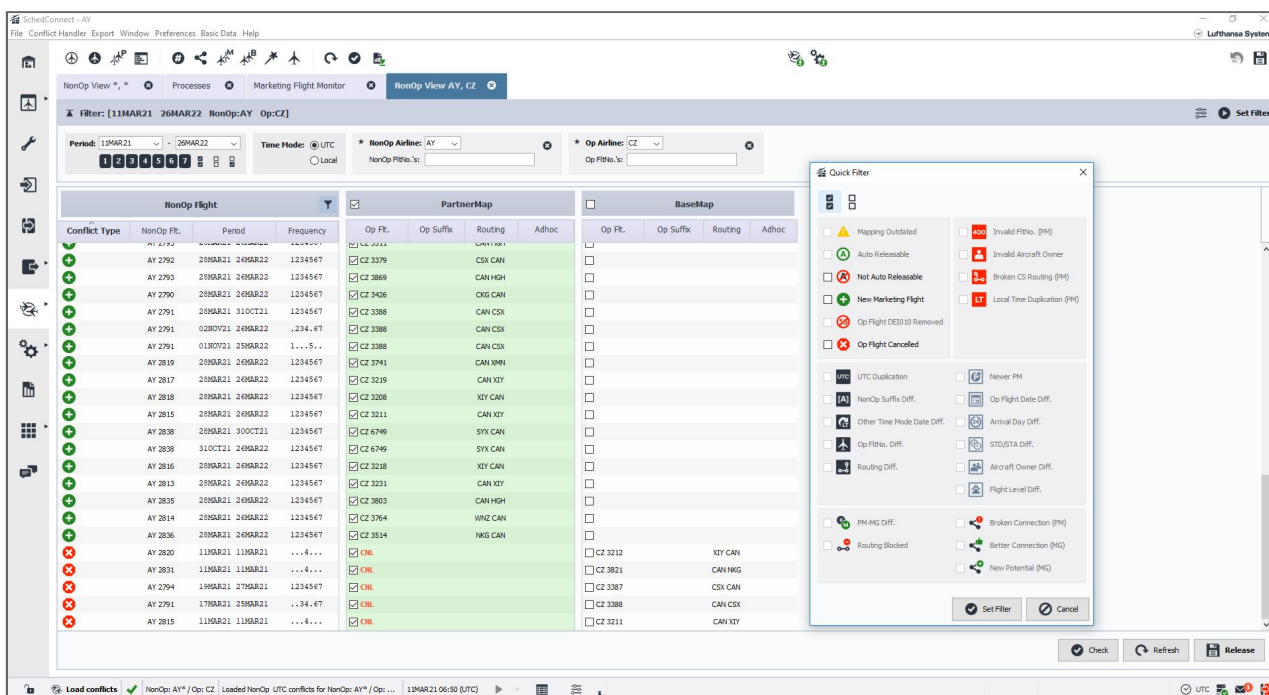 SchedConnect - AY
File Conflict Handler Export Window Preferences Basic Data Help
Lufthansa System
NonOp View *, * Processes Marketing Flight Monitor NonOp View AY, CZ
Filter: [11MAR21 26MAR22 NonOp:AY Op:CZ] Set Filter
Period: 11MAR21 - 26MAR22 Time Mode: UTC * NonOp Airline: AY * Op Airline: CZ
1 2 3 4 5 6 7 Local NonOp FltNo.'s: Op FltNo.'s:
NonOp Flight PartnerMap BaseMap
Conflict Type NonOp Flt. Period Frequency Op Flt. Op Suffix Routing Adhoc Op Flt. Op Suffix Routing Adhoc
AY 2792 28MAR21 26MAR22 1234567 CZ 3379 CSX CAN
AY 2793 28MAR21 26MAR22 1234567 CZ 3869 CAN HGH
AY 2790 28MAR21 26MAR22 1234567 CZ 3426 CKG CAN
AY 2791 28MAR21 31OCT21 1234567 CZ 3388 CAN CSX
AY 2791 02NOV21 26MAR22 .234.67 CZ 3388 CAN CSX
AY 2791 01NOV21 25MAR22 1...5.. CZ 3388 CAN CSX
AY 2819 28MAR21 26MAR22 1234567 CZ 3741 CAN XMN
AY 2817 28MAR21 26MAR22 1234567 CZ 3219 CAN XIY
AY 2818 28MAR21 26MAR22 1234567 CZ 3208 XIY CAN
AY 2815 28MAR21 26MAR22 1234567 CZ 3211 CAN XIY
AY 2838 28MAR21 30OCT21 1234567 CZ 6749 SYX CAN
AY 2838 31OCT21 26MAR22 1234567 CZ 6749 SYX CAN
AY 2816 28MAR21 26MAR22 1234567 CZ 3218 XIY CAN
AY 2813 28MAR21 26MAR22 1234567 CZ 3231 CAN XIY
AY 2835 28MAR21 26MAR22 1234567 CZ 3803 CAN HGH
AY 2814 28MAR21 26MAR22 1234567 CZ 3764 WNZ CAN
AY 2836 28MAR21 26MAR22 1234567 CZ 3514 NKG CAN
AY 2820 11MAR21 11MAR21 ...4... CNL CZ 3212 XIY CAN
AY 2831 11MAR21 11MAR21 ...4... CNL CZ 3821 CAN NKG
AY 2794 19MAR21 27MAR21 1234567 CNL CZ 3387 CSX CAN
AY 2791 17MAR21 25MAR21 ..34.67 CNL CZ 3388 CAN CSX
AY 2815 11MAR21 11MAR21 ...4... CNL CZ 3211 CAN XIY
Quick Filter
Mapping Outdated 400 Invalid FltNo. (PM)
A Auto Releasable Invalid Aircraft Owner
A Not Auto Releasable Broken CS Routing (PM)
New Marketing Flight LT Local Time Duplication (PM)
Op Flight DEI010 Removed
Op Flight Cancelled
UTC UTC Duplication Newer PM
[A] NonOp Suffix Diff. Op Flight Date Diff.
Other Time Mode Date Diff. Arrival Day Diff.
Op FltNo. Diff. STD/STA Diff.
Routing Diff. Aircraft Owner Diff.
Flight Level Diff.
PM-MG Diff. Broken Connection (PM)
Routing Blocked Better Connection (MG)
New Potential (MG)
Set Filter Cancel
Check Refresh Release
Load conflicts NonOp: AY* / Op: CZ Loaded NonOp UTC conflicts for NonOp: AY* / Op: ... 11MAR21 06:50 (UTC) UTC